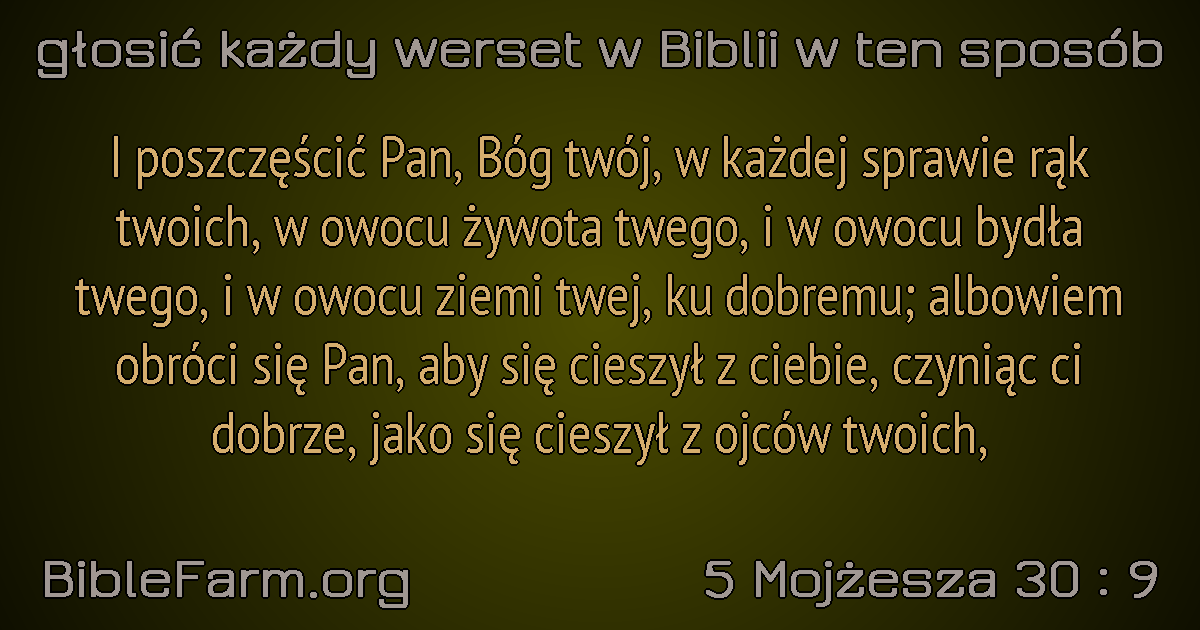 głosić każdy werset w Biblii w ten sposób
I poszczęścić Pan, Bóg twój, w każdej sprawie rąk
twoich, w owocu żywota twego, i w owocu bydła
twego, i w owocu ziemi twej, ku dobremu; albowiem
obróci się Pan, aby się cieszył z ciebie, czyniąc ci
dobrze, jako się cieszył z ojców twoich,
BibleFarm.org
5 Mojżesza 30 : 9